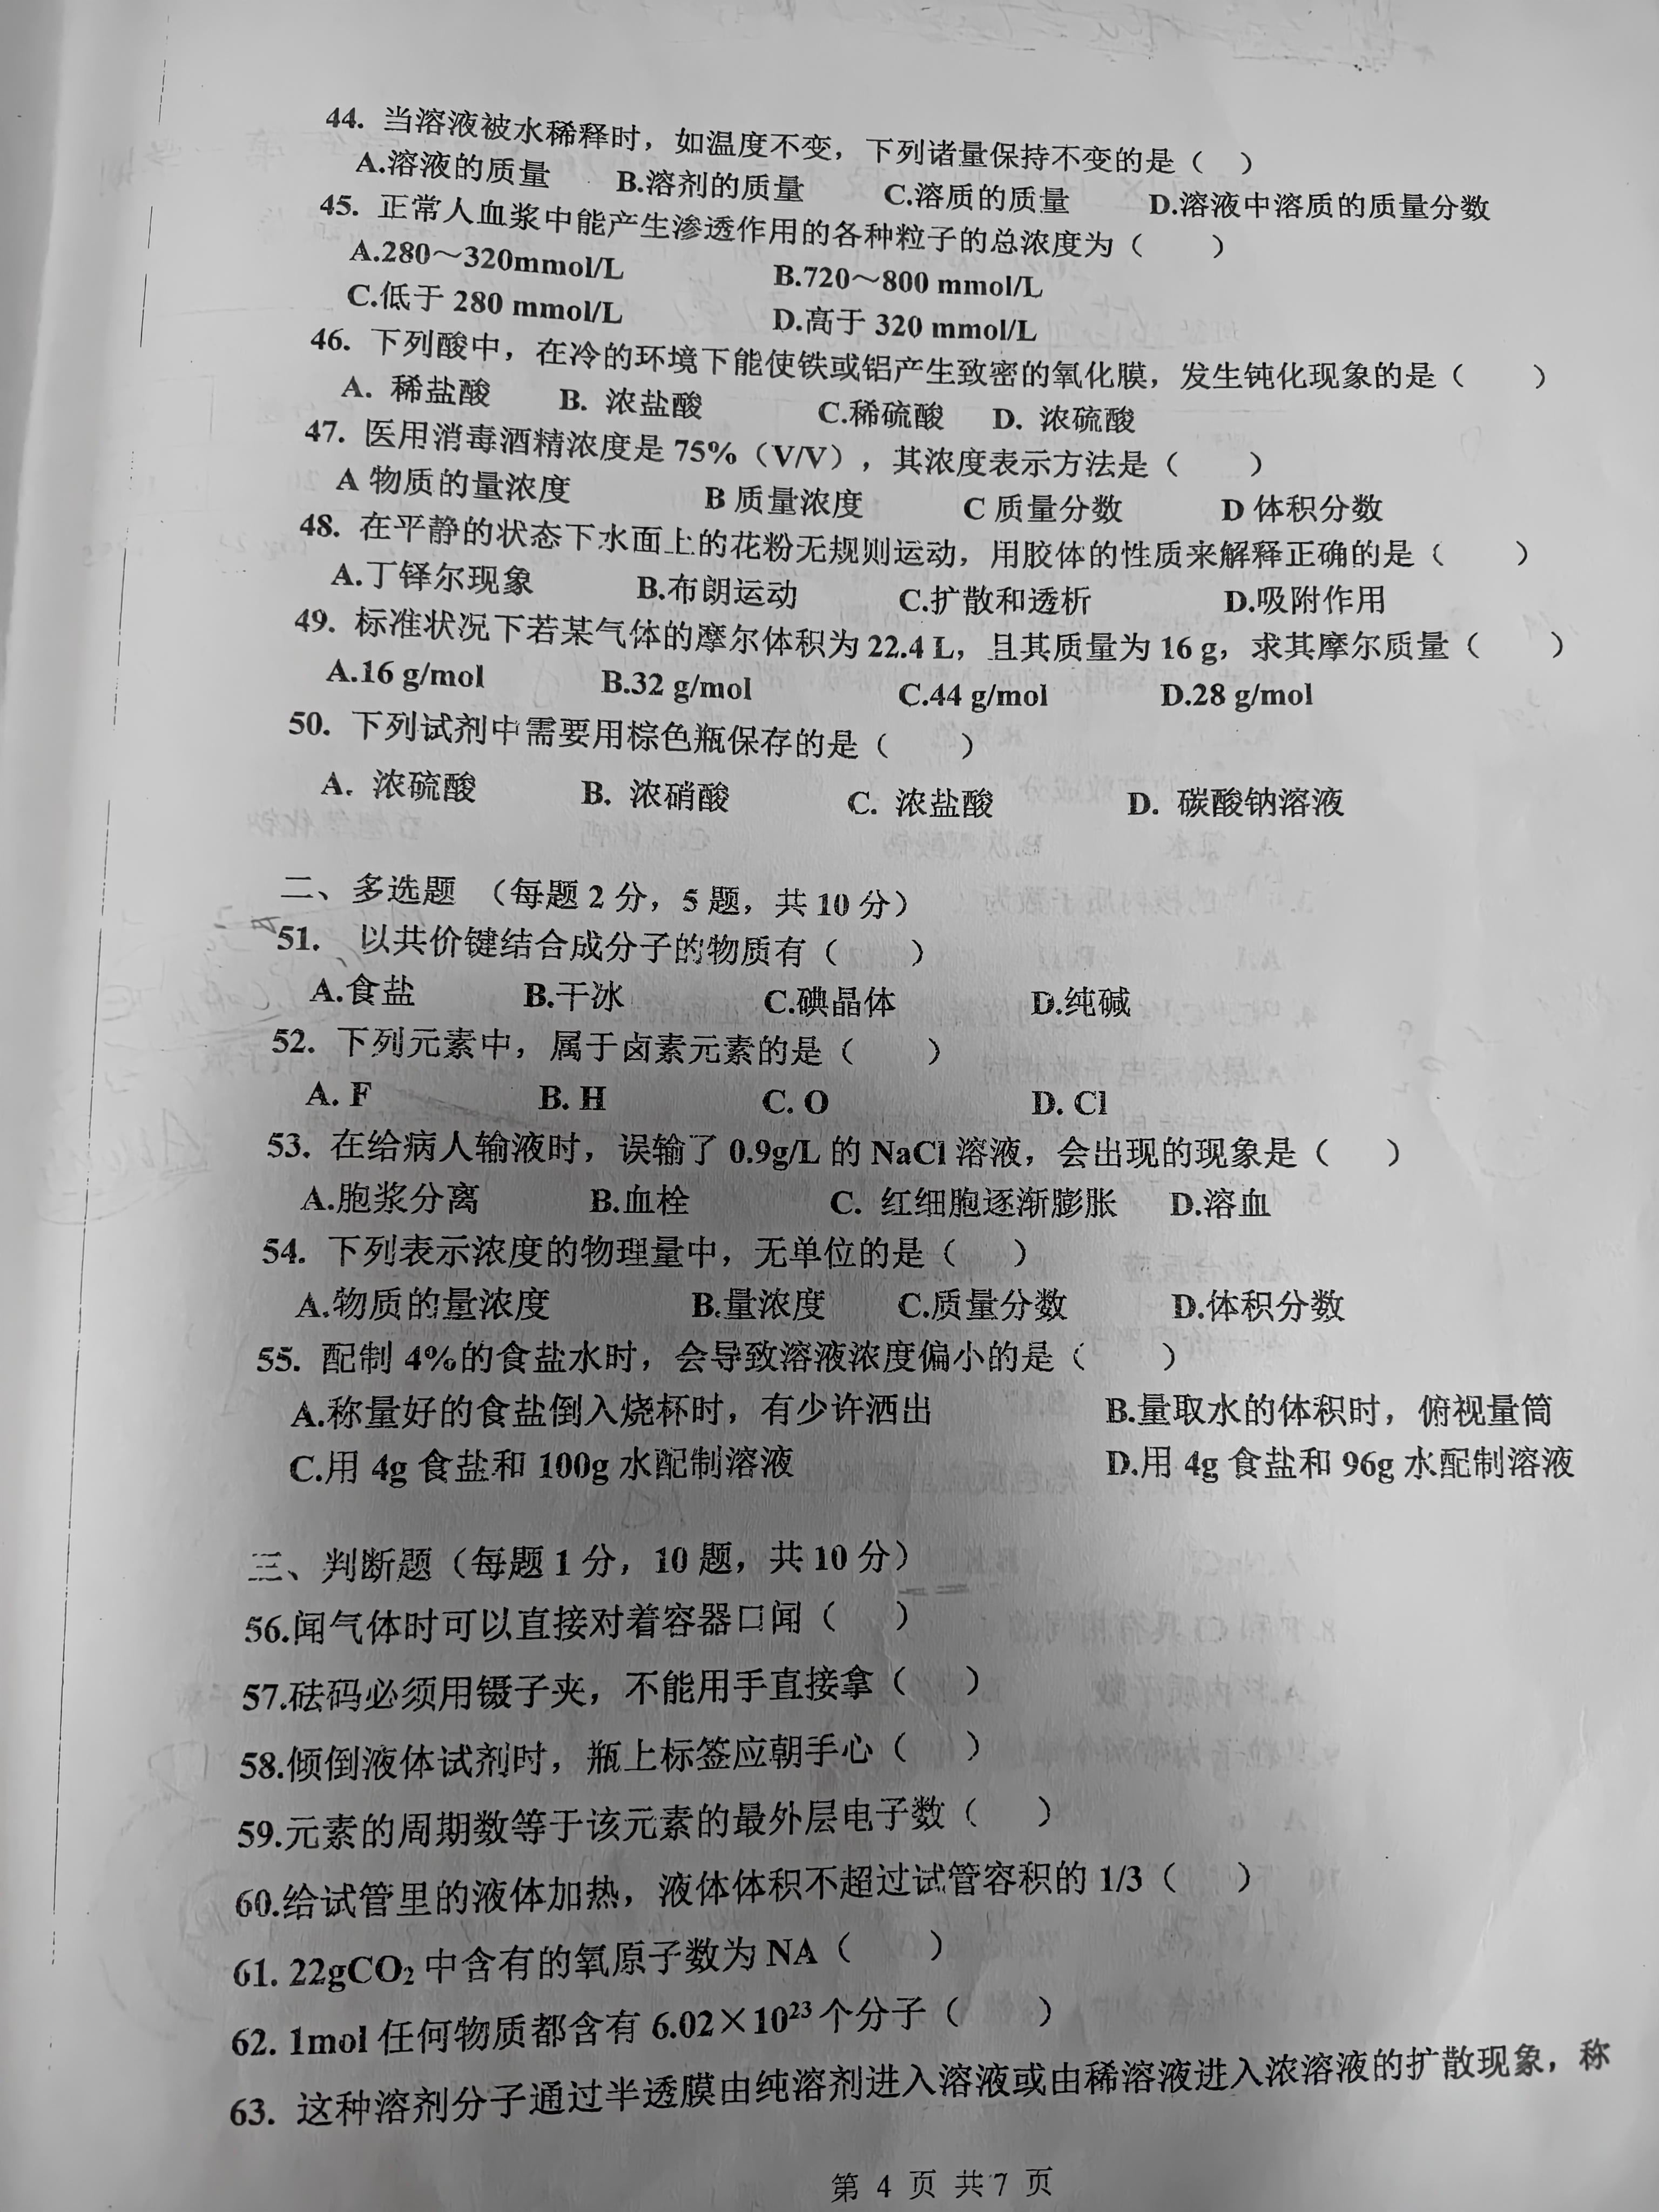 44. 当溶液被水稀释时，如温度不变，下列诸量保持不变的是（ ）
A.溶液的质量 B.溶剂的质量 C.溶质的质量 D.溶液中溶质的质量分数
45. 正常人血浆中能产生渗透作用的各种粒子的总浓度为（ ）
A.280～320mmol/L B.720～800 mmol/L
C.低于 280 mmol/L D.高于 320 mmol/L
46. 下列酸中，在冷的环境下能使铁或铝产生致密的氧化膜，发生钝化现象的是（ ）
A. 稀盐酸 B. 浓盐酸 C.稀硫酸 D. 浓硫酸
47. 医用消毒酒精浓度是 75%（V/V），其浓度表示方法是（ ）
A 物质的量浓度 B 质量浓度 C 质量分数 D 体积分数
48. 在平静的状态下水面上的花粉无规则运动，用胶体的性质来解释正确的是（ ）
A.丁铎尔现象 B.布朗运动 C.扩散和透析 D.吸附作用
49. 标准状况下若某气体的摩尔体积为 22.4 L，且其质量为 16 g，求其摩尔质量（ ）
A.16 g/mol B.32 g/mol C.44 g/mol D.28 g/mol
50. 下列试剂中需要用棕色瓶保存的是（ ）
A. 浓硫酸 B. 浓硝酸 C. 浓盐酸 D. 碳酸钠溶液
二、多选题 （每题 2 分，5 题，共 10 分）
51. 以共价键结合成分子的物质有（ ）
A.食盐 B.干冰 C.碘晶体 D.纯碱
52. 下列元素中，属于卤素元素的是（ ）
A. F B. H C. O D. Cl
53. 在给病人输液时，误输了 0.9g/L 的 NaCl 溶液，会出现的现象是（ ）
A.胞浆分离 B.血栓 C. 红细胞逐渐膨胀 D.溶血
54. 下列表示浓度的物理量中，无单位的是（ ）
A.物质的量浓度 B.量浓度 C.质量分数 D.体积分数
55. 配制 4%的食盐水时，会导致溶液浓度偏小的是（ ）
A.称量好的食盐倒入烧杯时，有少许洒出 B.量取水的体积时，俯视量筒
C.用 4g 食盐和 100g 水配制溶液 D.用 4g 食盐和 96g 水配制溶液
三、判断题（每题 1 分，10 题，共 10 分）
56.闻气体时可以直接对着容器口闻（ ）
57.砝码必须用镊子夹，不能用手直接拿（ ）
58.倾倒液体试剂时，瓶上标签应朝手心（ ）
59.元素的周期数等于该元素的最外层电子数（ ）
60.给试管里的液体加热，液体体积不超过试管容积的 1/3（ ）
61. 22gCO₂ 中含有的氧原子数为 NA（ ）
62. 1mol 任何物质都含有 6.02×10²³ 个分子（ ）
63. 这种溶剂分子通过半透膜由纯溶剂进入溶液或由稀溶液进入浓溶液的扩散现象，称
第 4 页 共 7 页